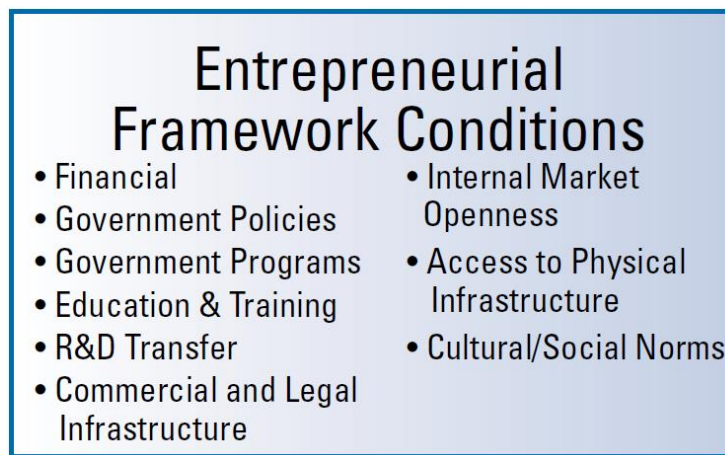 Entrepreneurial
Framework Conditions
• Financial
• Government Policies
• Government Programs
• Education & Training
• R&D Transfer
• Commercial and Legal
Infrastructure
• Internal Market
Openness
• Access to Physical
Infrastructure
• Cultural/Social Norms